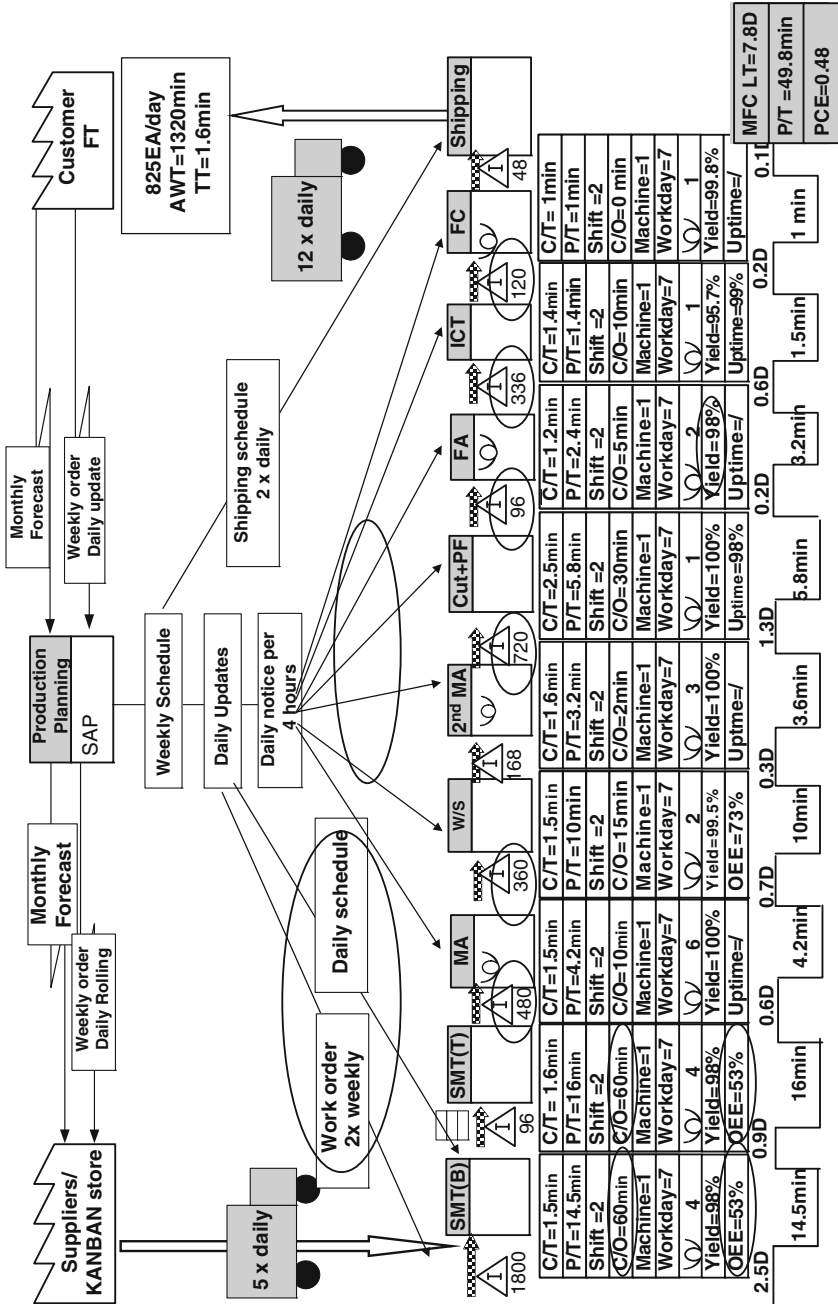 Suppliers/
KANBAN store
Monthly
Forecast
Weekly order
Daily Rolling
Production
Planning
SAP
Monthly
Forecast
Weekly order
Daily update
Customer
FT
825EA/day
AWT=1320min
TT=1.6min
Weekly Schedule
Daily Updates
Daily notice per
4 hours
Shipping schedule
2 x daily
12 x daily
5 x daily
Work order
2x weekly
Daily schedule
I
1800
SMT(B)
I
96
SMT(T)
I
480
MA
I
360
W/S
I
168
2nd MA
I
720
Cut+PF
I
96
FA
I
336
ICT
I
120
FC
I
48
Shipping
C/T=1.5min
P/T=14.5min
Shift =2
C/O=60min
Machine=1
Workday=7
4
Yield=98%
OEE=53%
C/T= 1.6min
P/T=16min
Shift =2
C/O=60min
Machine=1
Workday=7
4
Yield=98%
OEE=53%
C/T=1.5min
P/T=4.2min
Shift =2
C/O=10min
Machine=1
Workday=7
6
Yield=100%
Uptime=/
C/T=1.5min
P/T=10min
Shift =2
C/O=15min
Machine=1
Workday=7
2
Yield=99.5%
OEE=73%
C/T=1.6min
P/T=3.2min
Shift =2
C/O=2min
Machine=1
Workday=7
3
Yield=100%
Uptme=/
C/T=2.5min
P/T=5.8min
Shift =2
C/O=30min
Machine=1
Workday=7
1
Yield=100%
Uptime=98%
C/T=1.2min
P/T=2.4min
Shift =2
C/O=5min
Machine=1
Workday=7
2
Yield=98%
Uptime=/
C/T=1.4min
P/T=1.4min
Shift =2
C/O=10min
Machine=1
Workday=7
1
Yield=95.7%
Uptime=99%
C/T= 1min
P/T=1min
Shift =2
C/O=0 min
Machine=1
Workday=7
1
Yield=99.8%
Uptime=/
2.5D
14.5min
0.9D
16min
0.6D
4.2min
0.7D
10min
0.3D
3.6min
1.3D
5.8min
0.2D
3.2min
0.6D
1.5min
0.2D
1 min
0.1D
MFC LT=7.8D
P/T =49.8min
PCE=0.48